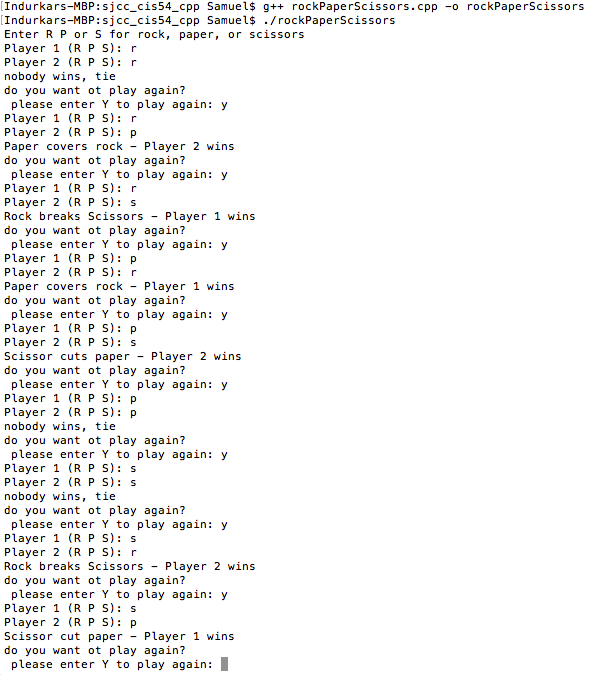 [Indurkars-MBP:sjcc_cis54_cpp Samuel$ g++ rockPaperScissors.cpp -o rockPaperScissors
[Indurkars-MBP:sjcc_cis54_cpp Samuel$ ./rockPaperScissors
Enter R P or S for rock, paper, or scissors
Player 1 (R P S): r
Player 2 (R P S): r
nobody wins, tie
do you want ot play again?
 please enter Y to play again: y
Player 1 (R P S): r
Player 2 (R P S): p
Paper covers rock – Player 2 wins
do you want ot play again?
 please enter Y to play again: y
Player 1 (R P S): r
Player 2 (R P S): s
Rock breaks Scissors – Player 1 wins
do you want ot play again?
 please enter Y to play again: y
Player 1 (R P S): p
Player 2 (R P S): r
Paper covers rock – Player 1 wins
do you want ot play again?
 please enter Y to play again: y
Player 1 (R P S): p
Player 2 (R P S): s
Scissor cuts paper – Player 2 wins
do you want ot play again?
 please enter Y to play again: y
Player 1 (R P S): p
Player 2 (R P S): p
nobody wins, tie
do you want ot play again?
 please enter Y to play again: y
Player 1 (R P S): s
Player 2 (R P S): s
nobody wins, tie
do you want ot play again?
 please enter Y to play again: y
Player 1 (R P S): s
Player 2 (R P S): r
Rock breaks Scissors – Player 2 wins
do you want ot play again?
 please enter Y to play again: y
Player 1 (R P S): s
Player 2 (R P S): p
Scissor cut paper – Player 1 wins
do you want ot play again?
 please enter Y to play again: